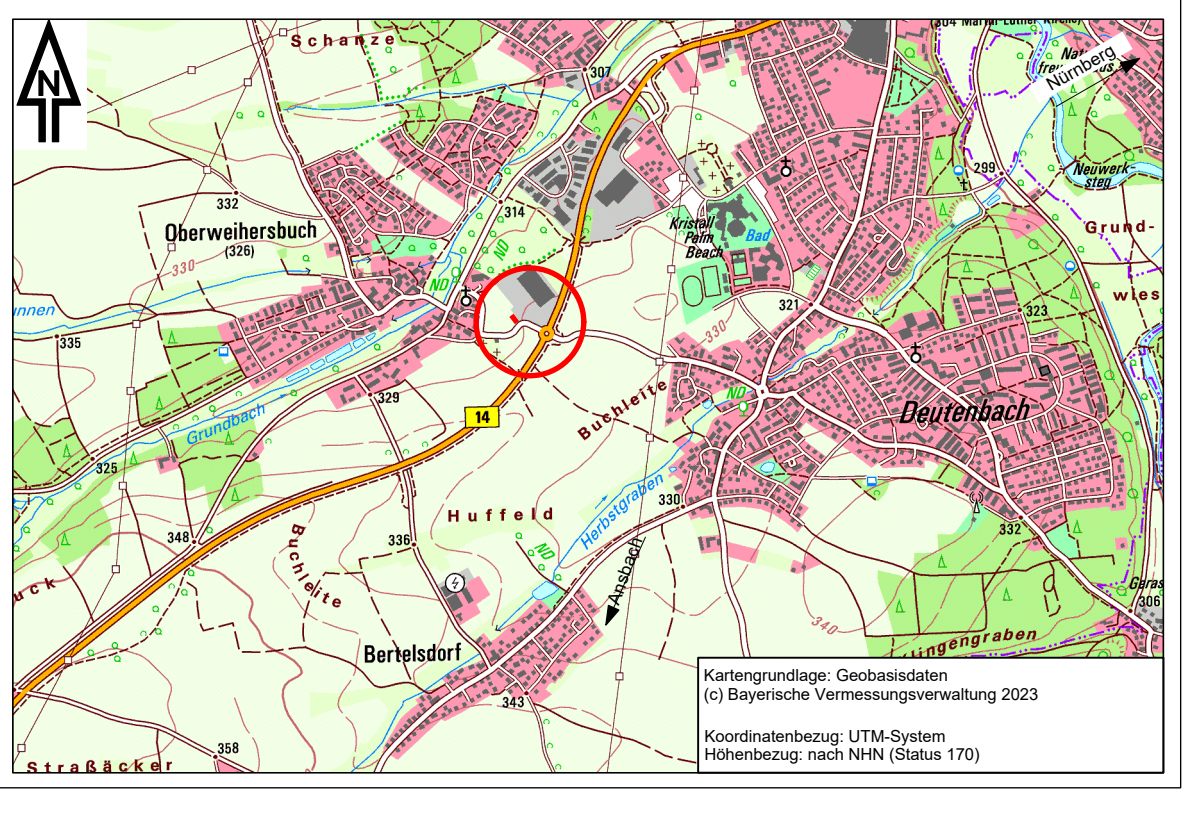 N
Schanze
307
(304 Martin-Luther-Kirche)
Nürnberg
299
Neuwerk-
steg
332
Oberweihersbuch
(326)
330
314
ND
ND
Kristall
Palm
Beach
Bad
Grund-
wies
335
321
323
330
329
14
Buchleite
ND
Deutenbach
Grundbach
325
Huffeld
Herbstgraben
330
332
348
Buchleite
336
ND
Ansbach
306
340
Bertelsdorf
343
358
Straßäcker
Kartengrundlage: Geobasisdaten
(c) Bayerische Vermessungsverwaltung 2023
Koordinatenbezug: UTM-System
Höhenbezug: nach NHN (Status 170)